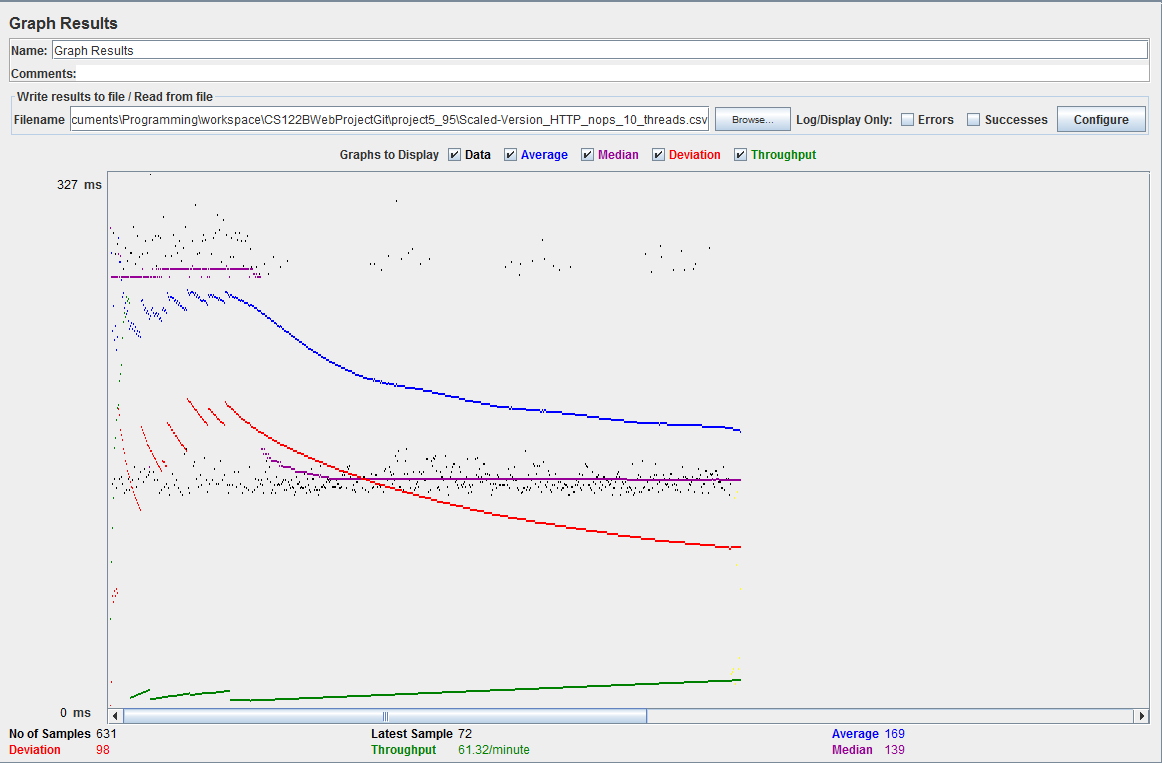 Graph Results
Name: Graph Results
Comments:
Write results to file / Read from file
Filename cuments\Programming\workspace\CS122BWebProjectGit\project5_95\Scaled-Version_HTTP_nops_10_threads.csv Browse... Log/Display Only: Errors Successes Configure
Graphs to Display Data Average Median Deviation Throughput
327 ms
0 ms
No of Samples 631 Latest Sample 72 Average 169
Deviation 98 Throughput 61.32/minute Median 139